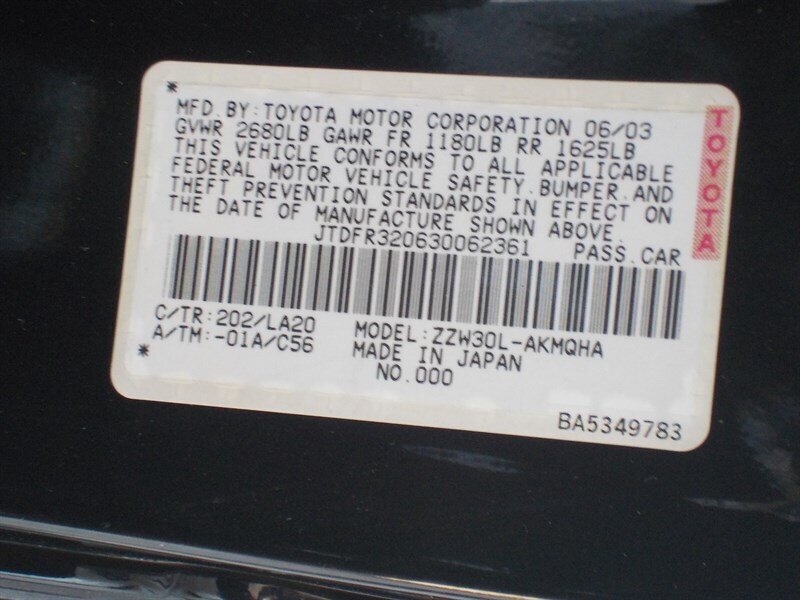 *
MFD. BY: TOYOTA MOTOR CORPORATION 06/03
GVWR 2680LB GAWR FR 1180LB RR 1625LB
THIS VEHICLE CONFORMS TO ALL APPLICABLE
FEDERAL MOTOR VEHICLE SAFETY. BUMPER. AND
THEFT PREVENTION STANDARDS IN EFFECT ON
THE DATE OF MANUFACTURE SHOWN ABOVE.
JTDFR320630062361 PASS. CAR
C/TR: 202/LA20 MODEL: ZZW30L-AKMQHA
A/TM: -01A/C56 MADE IN JAPAN
* NO. 000
BA5349783
TOYOTA